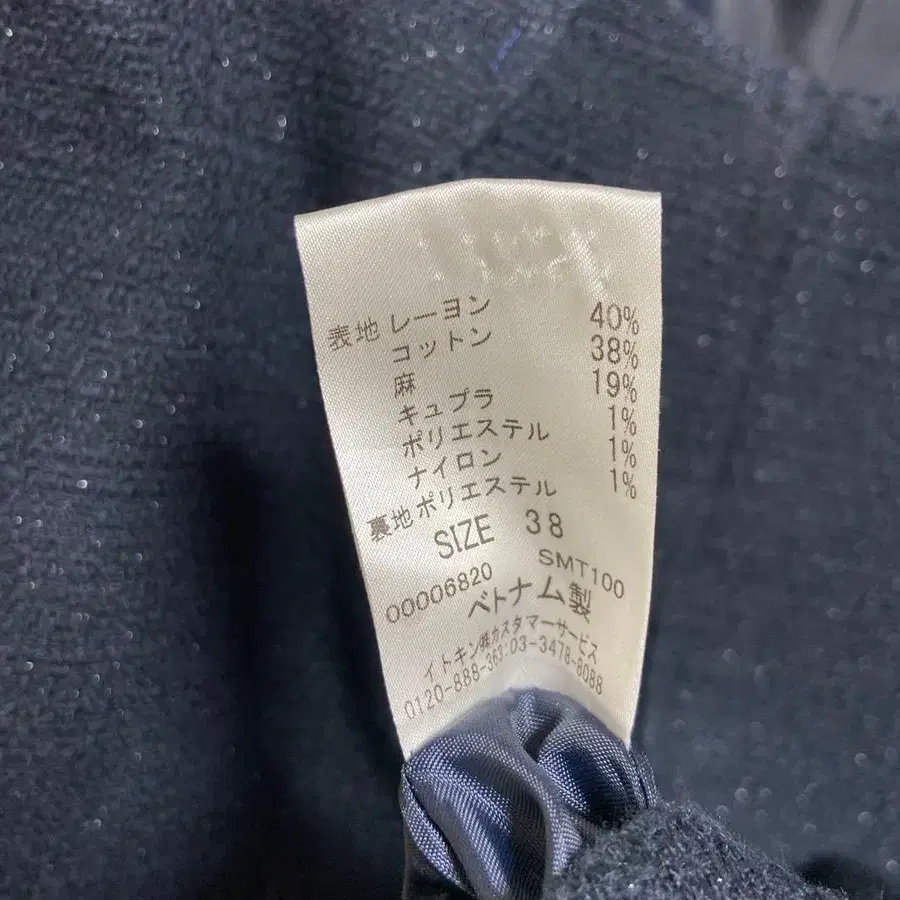 表地 レーヨン 40%
コットン 38%
麻 19%
キュプラ 1%
ポリエステル 1%
ナイロン 1%
裏地 ポリエステル
SIZE 38
00006820 SMT100
ベトナム製
イトキン㈱カスタマーサービス
0120-888-363:03-3478-8088